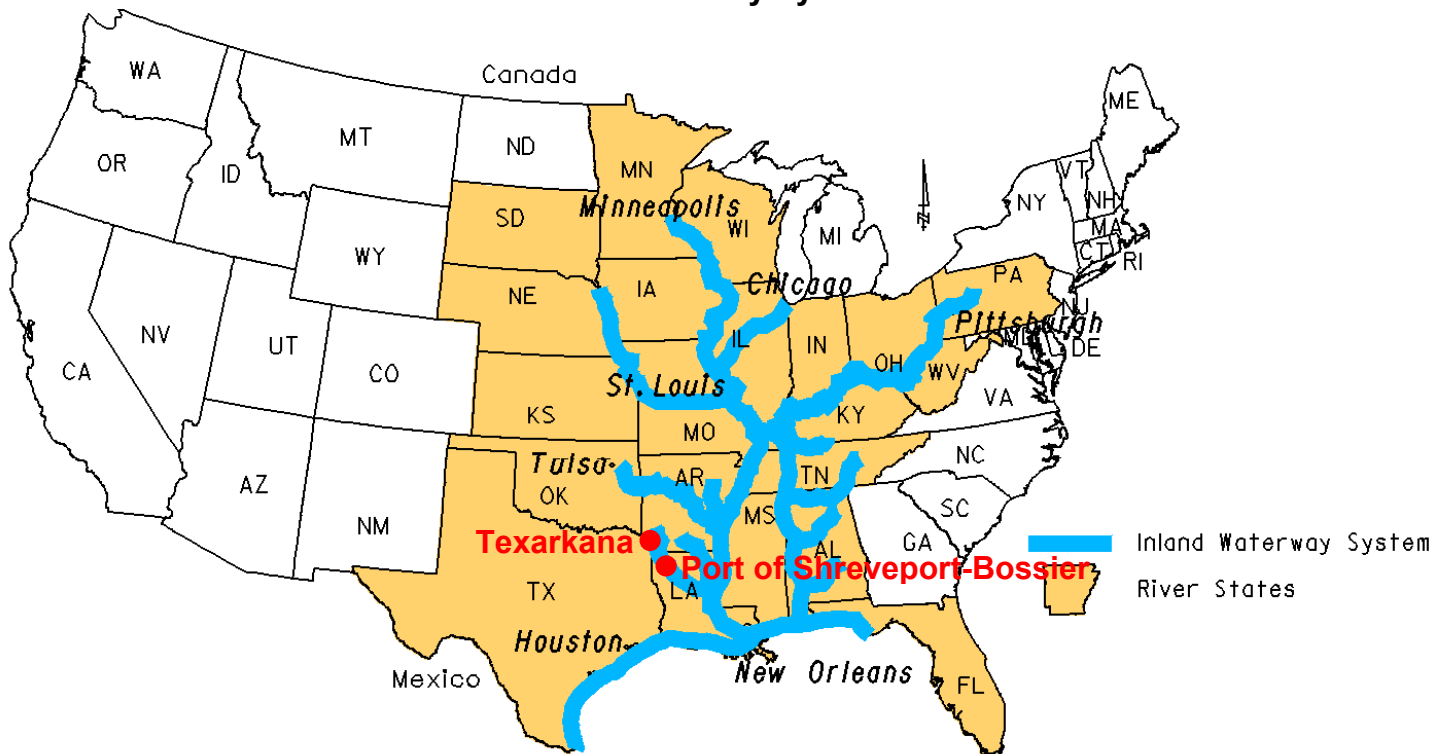 WA
Canada
ME
MT
ND
OR
MN
VT
ID
NY
NH
SD
Minneapolis
WI
MA
MI
WY
CT
RI
PA
Chicago
NE
IA
NJ
Pittsburgh
NV
IL
IN
MD
DE
UT
OH
CA
CO
WV
St. Louis
VA
KS
KY
MO
NC
Tulsa
AR
TN
AZ
OK
SC
MS
NM
Texarkana
AL
GA
Inland Waterway System
Port of Shreveport-Bossier
TX
LA
River States
Houston
New Orleans
Mexico
FL